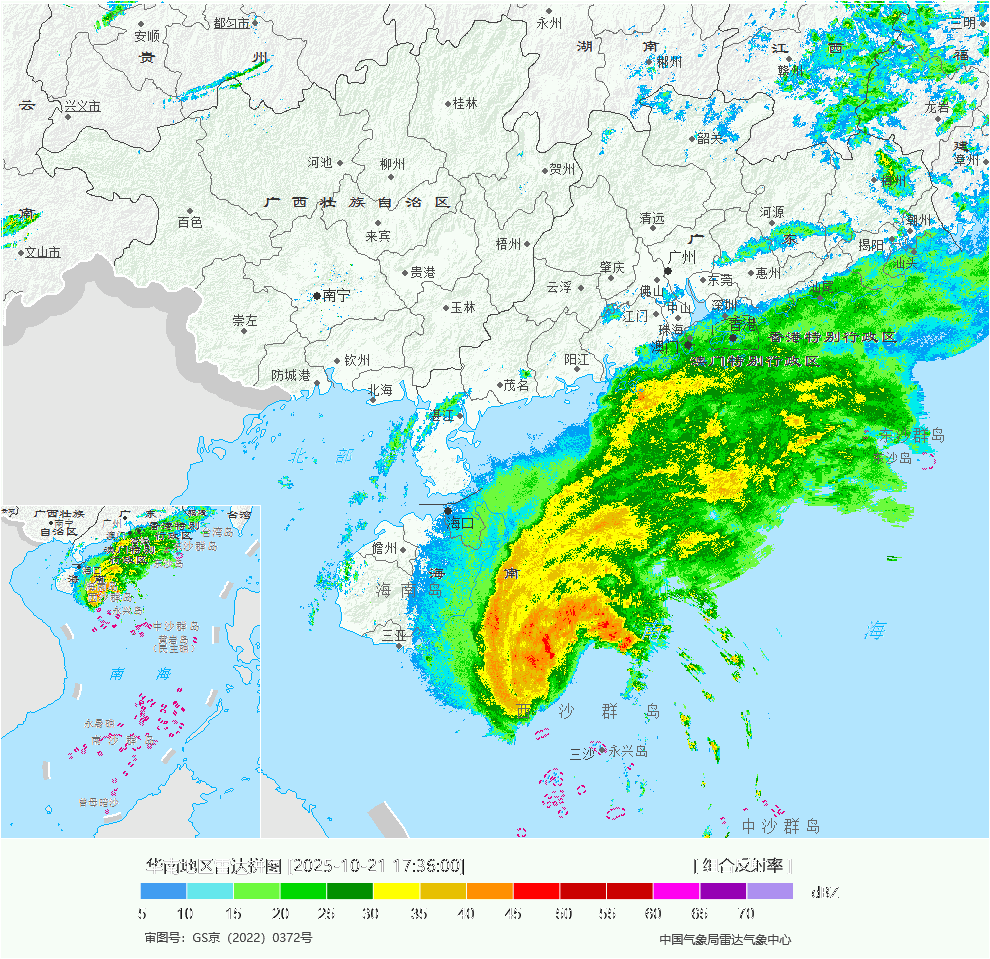 永州
三明
安顺
都匀市
贵 州
湖 南
江 西
郴州
赣州
福
云
兴义市
桂林
龙岩
韶关
建
漳州
河池
柳州
贺州
梅州
广西壮族自治区
南
百色
来宾
清远
河源
潮州
广 东
揭阳
汕头
文山市
梧州
广州
肇庆
惠州
东莞
贵港
云浮
佛山
汕尾
南宁
玉林
江门
中山
深圳
崇左
珠海
香港
香港特别行政区
澳门
澳门特别行政区
钦州
阳江
防城港
茂名
北海
湛江
东沙群岛
东沙岛
北 部
海口
儋州
海 南
海南岛
三亚
海
西沙群岛
三沙
永兴岛
中沙群岛
广西壮族
自治区
南宁
广 东
广州
台湾
台湾岛
香港特别
行政区
东沙群岛
海 南
永兴岛
中沙群岛
黄岩岛
(民主礁)
南 海
永暑礁
南沙群岛
曾母暗沙
华南地区雷达拼图 [2025-10-21 17:36:00]
[ 组合反射率 ]
dBZ
5 10 15 20 25 30 35 40 45 50 55 60 65 70
审图号：GS京（2022）0372号
中国气象局雷达气象中心